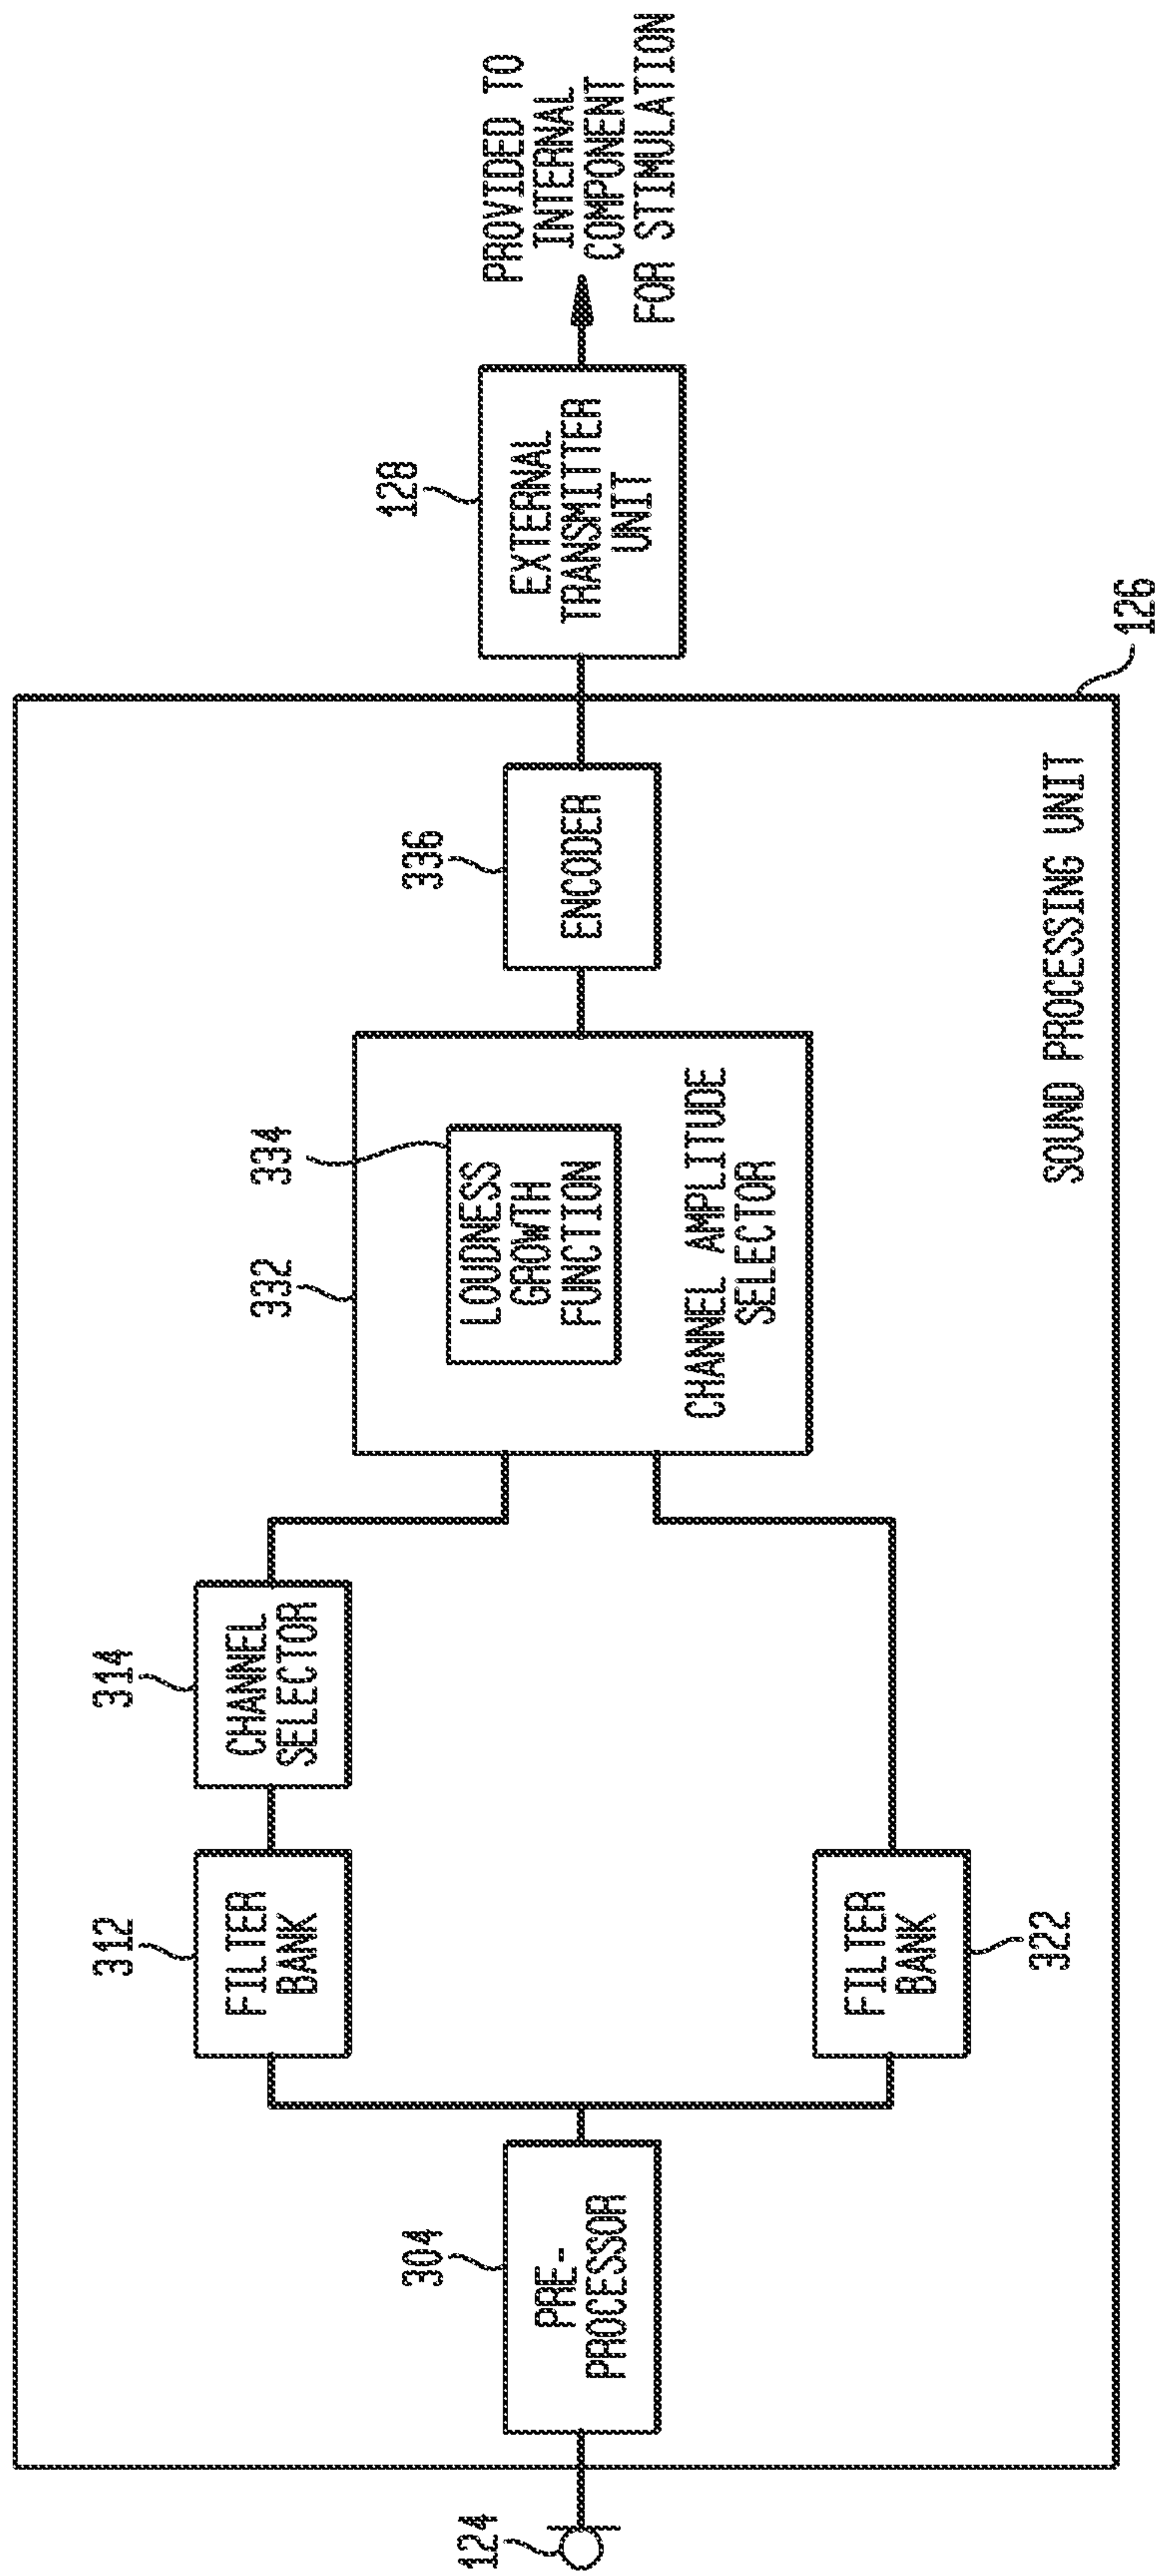 124
304
PRE-
PROCESSOR
312
FILTER
BANK
314
CHANNEL
SELECTOR
322
FILTER
BANK
332
334
LOUDNESS
GROWTH
FUNCTION
CHANNEL AMPLITUDE
SELECTOR
336
ENCODER
SOUND PROCESSING UNIT
126
128
EXTERNAL
TRANSMITTER
UNIT
PROVIDED TO
INTERNAL
COMPONENT
FOR STIMULATION